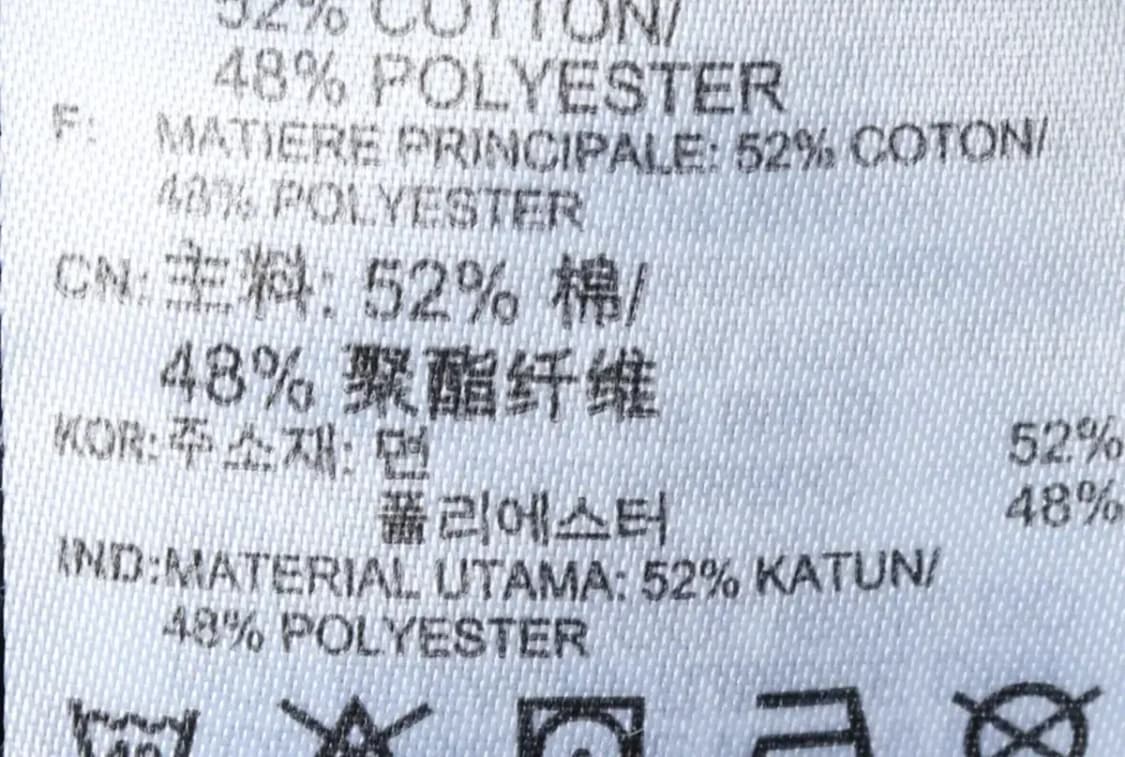 52% COTTON/
48% POLYESTER
F: MATIERE PRINCIPALE: 52% COTON/
48% POLYESTER
CN: 主料: 52% 棉/
48% 聚酯纤维
KOR: 주소재: 면 52%
폴리에스터 48%
IND:MATERIAL UTAMA: 52% KATUN/
48% POLYESTER
40